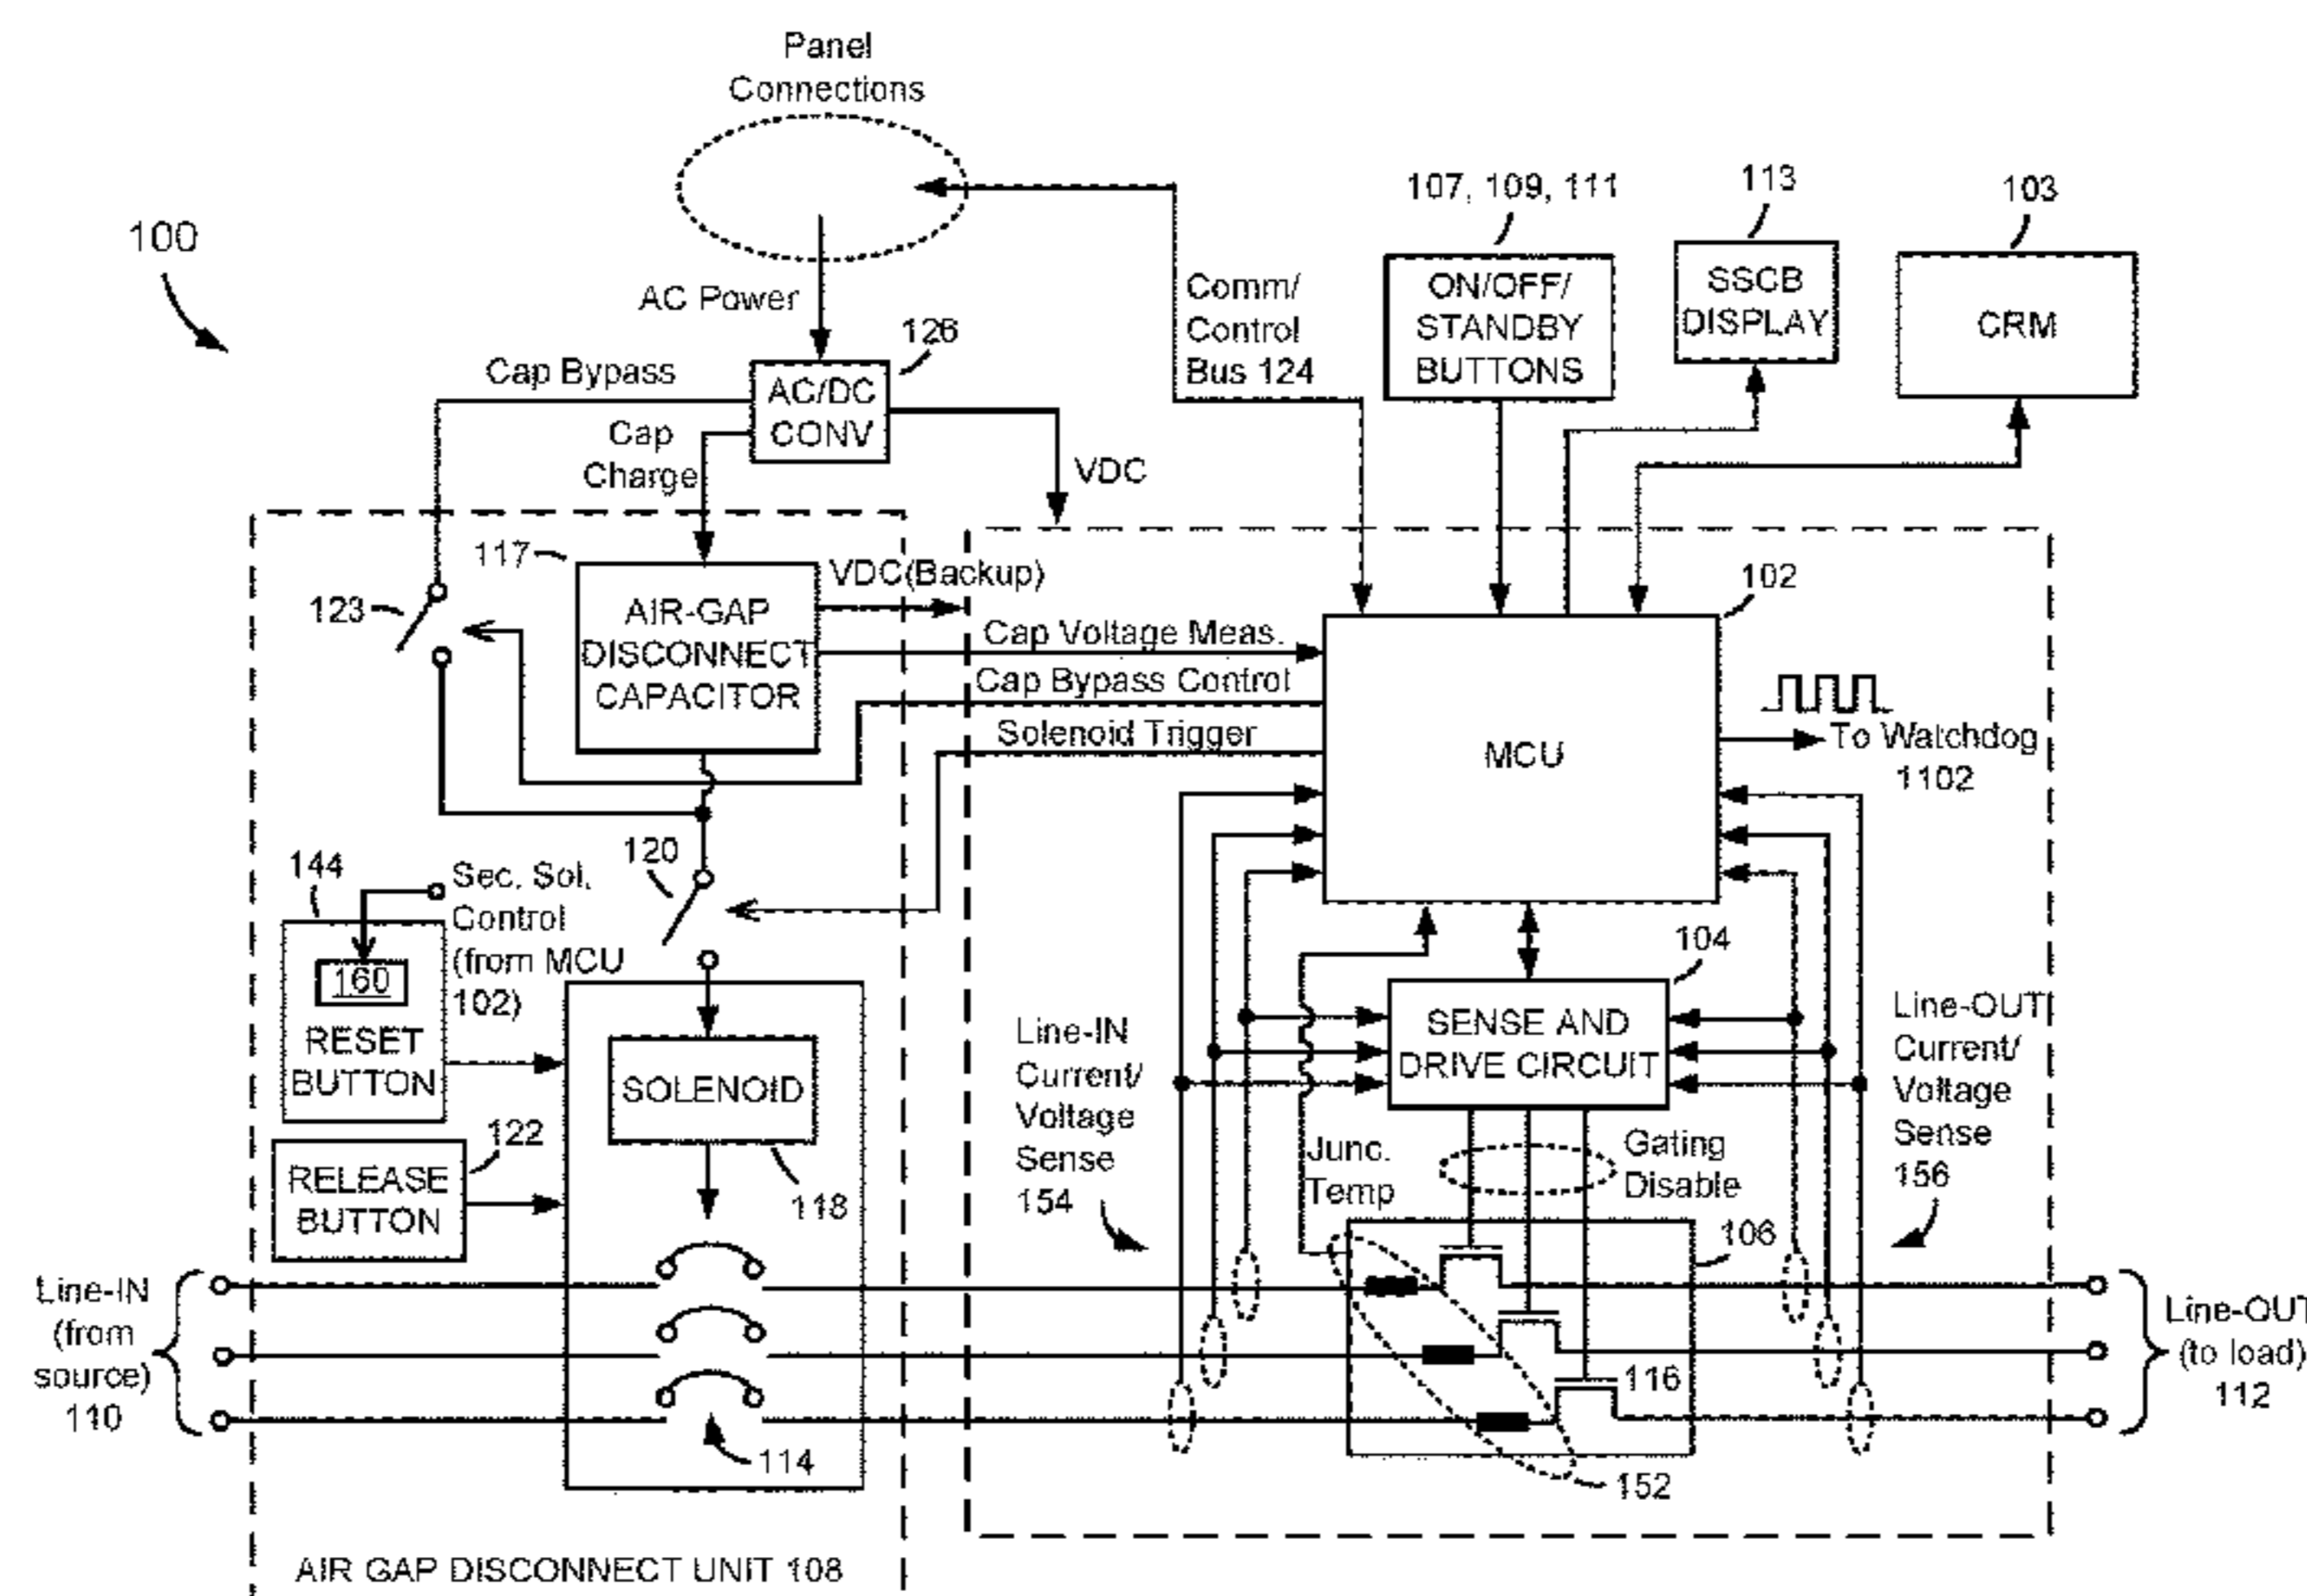 Panel
Connections
100
AC Power
126
Cap Bypass
AC/DC
CONV
Cap
Charge
VDC
Comm/
Control
Bus 124
107, 109, 111
ON/OFF/
STANDBY
BUTTONS
113
SSCB
DISPLAY
103
CRM
117
VDC(Backup)
123
AIR-GAP
DISCONNECT
CAPACITOR
Cap Voltage Meas.
Cap Bypass Control
Solenoid Trigger
102
MCU
To Watchdog
1102
144
Sec. Sol.
Control
(from MCU
102)
160
RESET
BUTTON
120
SOLENOID
118
122
RELEASE
BUTTON
104
SENSE AND
DRIVE CIRCUIT
Line-IN
Current/
Voltage
Sense
154
Junc.
Temp
Gating
Disable
Line-OUT
Current/
Voltage
Sense
156
106
116
152
Line-IN
(from
source)
110
114
Line-OUT
(to load)
112
AIR GAP DISCONNECT UNIT 108